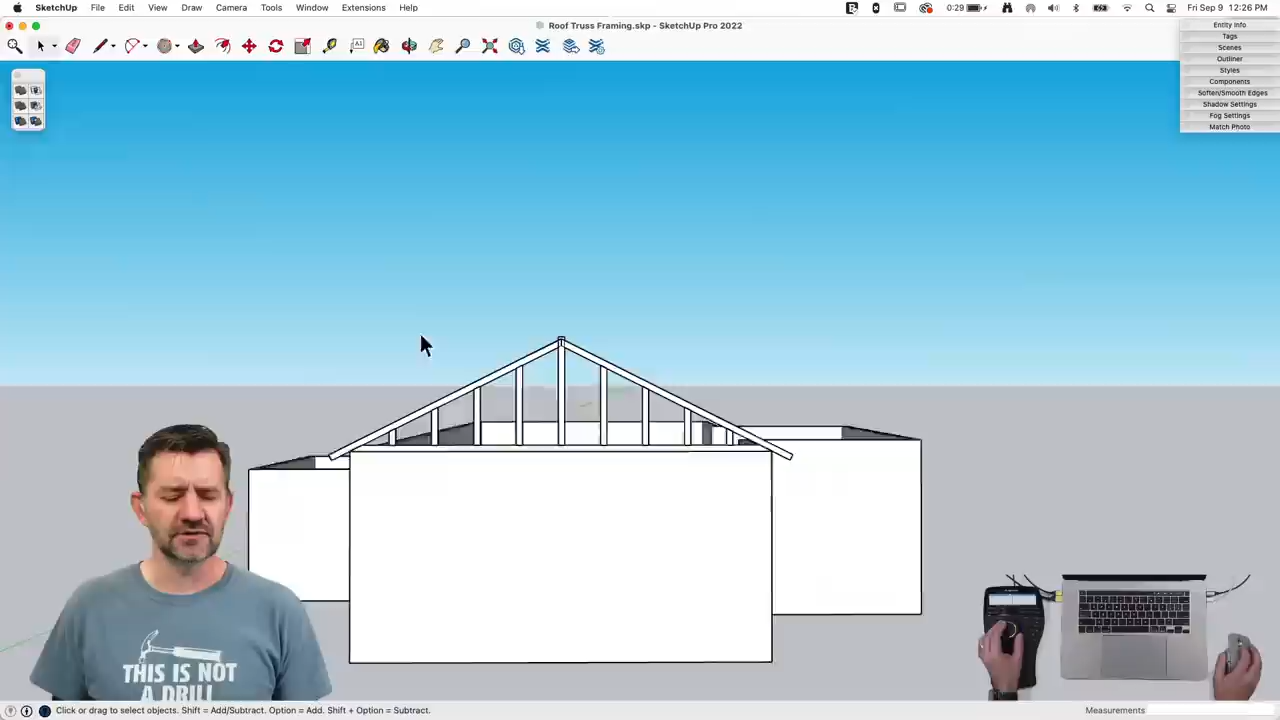 SketchUp File Edit View Draw Camera Tools Window Extensions Help 0:29 Fri Sep 9 12:26 PM
Roof Truss Framing.skp - SketchUp Pro 2022
Entity Info
Tags
Scenes
Outliner
Styles
Components
Soften/Smooth Edges
Shadow Settings
Fog Settings
Match Photo
THIS IS NOT
A DRILL
Click or drag to select objects. Shift = Add/Subtract. Option = Add. Shift + Option = Subtract.
Measurements